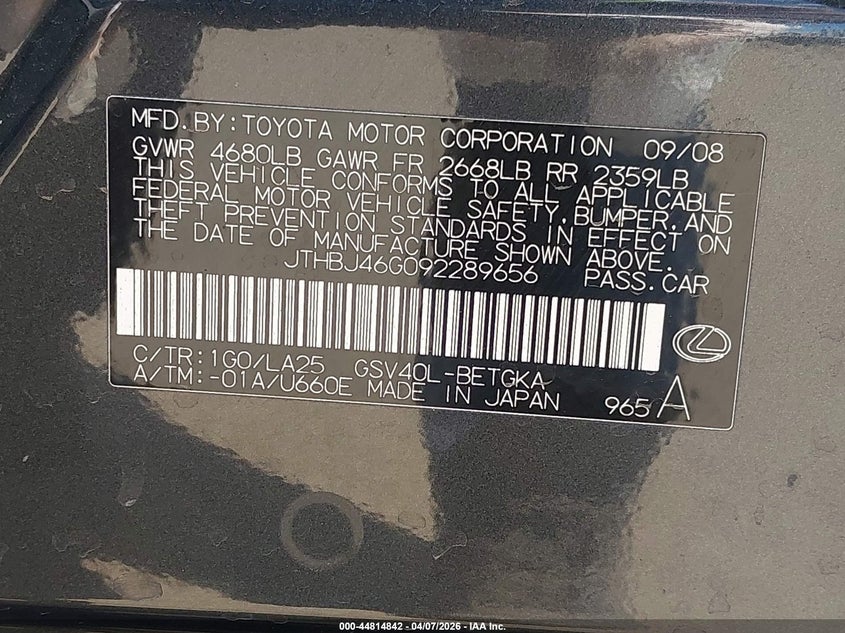 MFD.BY:TOYOTA MOTOR CORPORATION 09/08
GVWR 4680LB GAWR FR 2668LB RR 2359LB
THIS VEHICLE CONFORMS TO ALL APPLICABLE
FEDERAL MOTOR VEHICLE SAFETY,BUMPER,AND
THEFT PREVENTION STANDARDS IN EFFECT ON
THE DATE OF MANUFACTURE SHOWN ABOVE.
JTHBJ46G092289656 PASS.CAR
C/TR:1G0/LA25 GSV40L-BETGKA
A/TM:-01A/U660E MADE IN JAPAN 965A
000-44814842 - 04/07/2026 - IAA Inc.